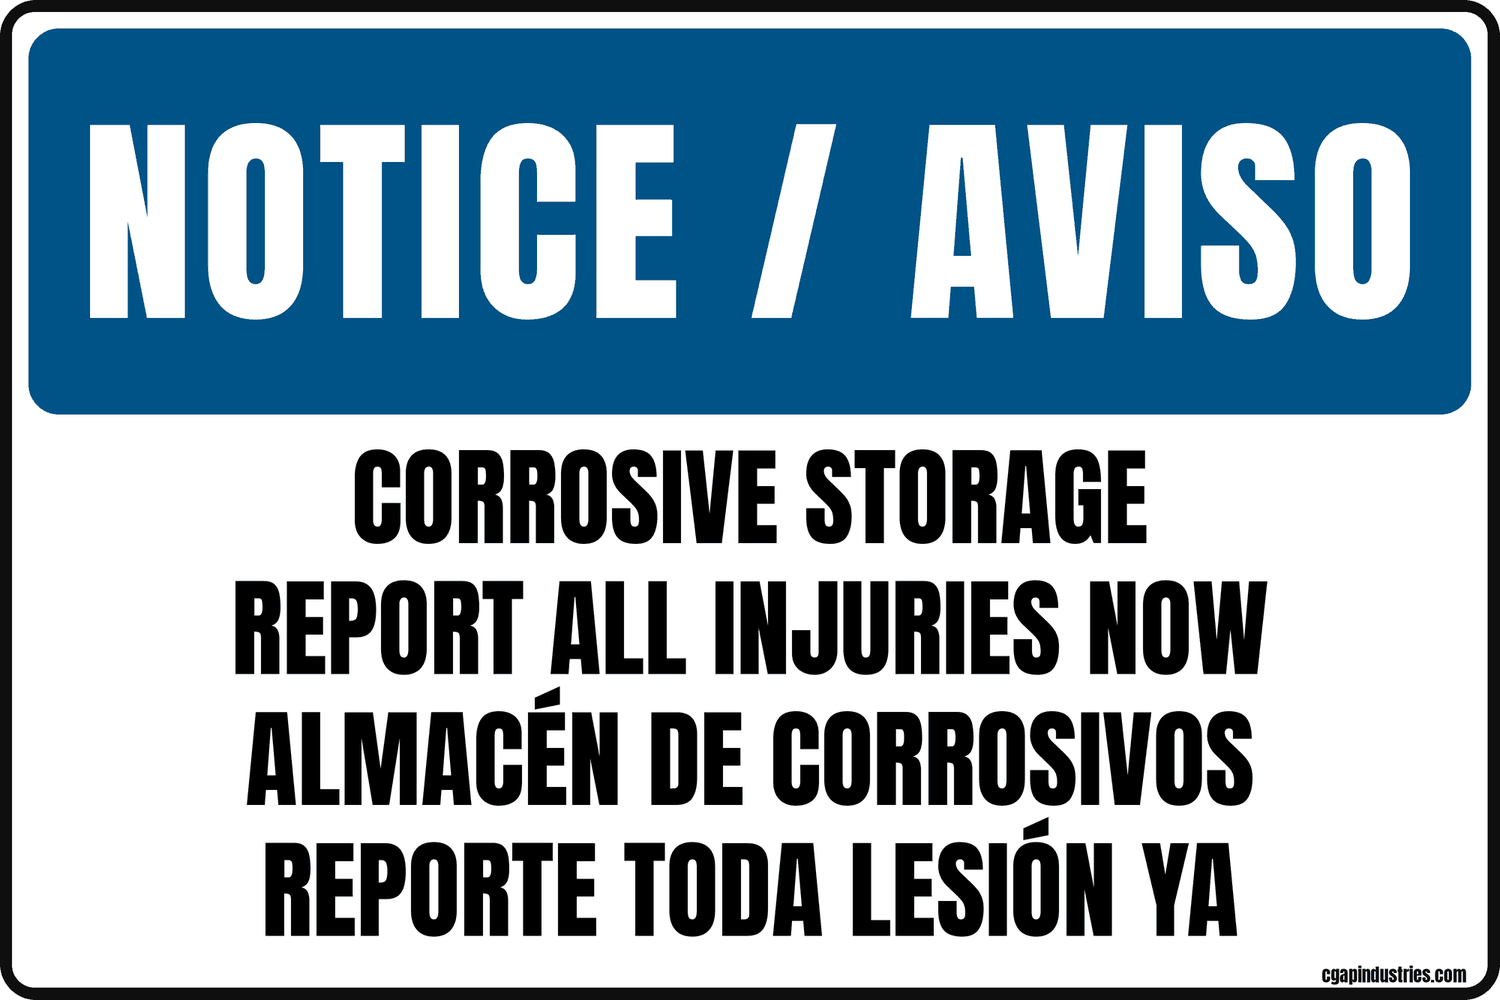 NOTICE / AVISO
CORROSIVE STORAGE
REPORT ALL INJURIES NOW
ALMACÉN DE CORROSIVOS
REPORTE TODA LESIÓN YA
cgapindustries.com